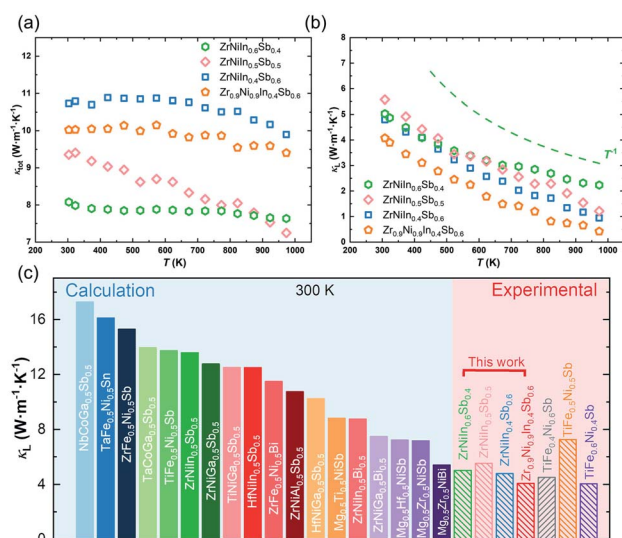 (a)
κtot (W·m⁻¹·K⁻¹)
14
13
12
11
10
9
8
7
200 300 400 500 600 700 800 900 1000
T (K)
ZrNiIn₀.₆Sb₀.₄
ZrNiIn₀.₅Sb₀.₅
ZrNiIn₀.₄Sb₀.₆
Zr₀.₉Ni₀.₉In₀.₄Sb₀.₆
(b)
κL (W·m⁻¹·K⁻¹)
8
7
6
5
4
3
2
1
0
200 300 400 500 600 700 800 900 1000
T (K)
T⁻¹
ZrNiIn₀.₆Sb₀.₄
ZrNiIn₀.₅Sb₀.₅
ZrNiIn₀.₄Sb₀.₆
Zr₀.₉Ni₀.₉In₀.₄Sb₀.₆
(c)
Calculation 300 K Experimental
This work
κL (W·m⁻¹·K⁻¹)
16
12
8
4
0
NbCoGa₀.₅Sb₀.₅
TaFe₀.₅Ni₀.₅Sn
ZrFe₀.₅Ni₀.₅Sb
TaCoGa₀.₅Sb₀.₅
TiFe₀.₅Ni₀.₅Sb
ZrNiIn₀.₅Sb₀.₅
ZrNiGa₀.₅Sb₀.₅
TiNiGa₀.₅Sb₀.₅
HfNiIn₀.₅Sb₀.₅
ZrFe₀.₅Ni₀.₅Bi
ZrNiAl₀.₅Sb₀.₅
HfNiGa₀.₅Sb₀.₅
Mg₀.₅Ti₀.₅NiSb
ZrNiIn₀.₅Bi₀.₅
ZrNiGa₀.₅Bi₀.₅
Mg₀.₅Hf₀.₅NiSb
Mg₀.₅Zr₀.₅NiSb
Mg₀.₅Zr₀.₅NiBi
ZrNiIn₀.₆Sb₀.₄
ZrNiIn₀.₅Sb₀.₅
ZrNiIn₀.₄Sb₀.₆
Zr₀.₉Ni₀.₉In₀.₄Sb₀.₆
TiFe₀.₄Ni₀.₆Sb
TiFe₀.₅Ni₀.₅Sb
TiFe₀.₆Ni₀.₄Sb